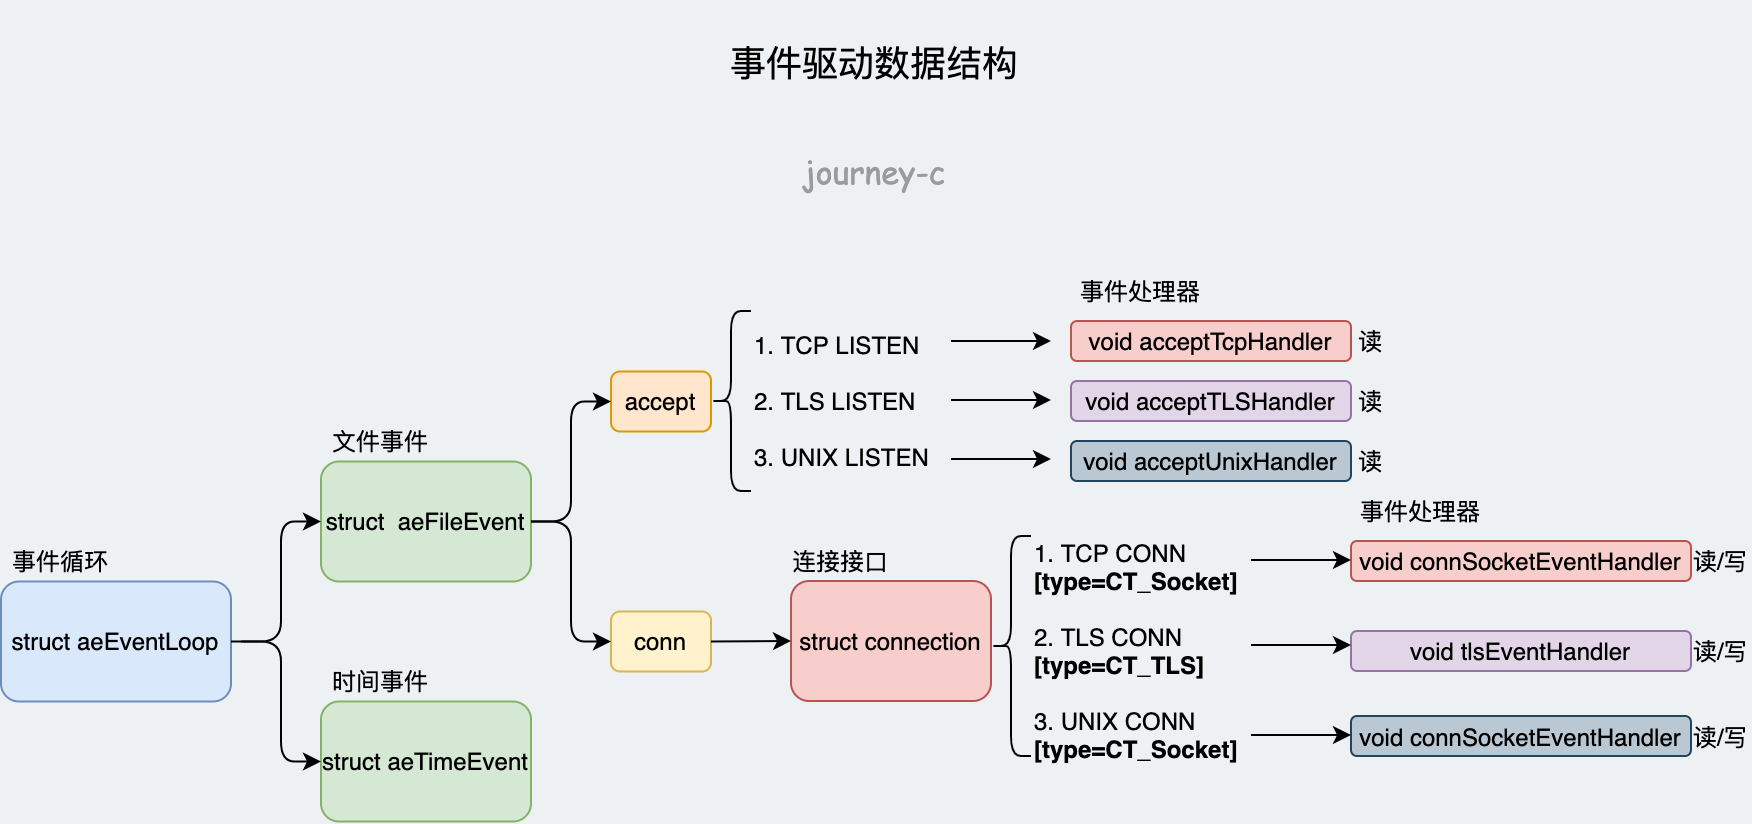 事件驱动数据结构
journey-c
事件处理器
1. TCP LISTEN
void acceptTcpHandler
读
accept
2. TLS LISTEN
void acceptTLSHandler
读
3. UNIX LISTEN
void acceptUnixHandler
读
文件事件
struct  aeFileEvent
事件处理器
事件循环
struct aeEventLoop
连接接口
conn
struct connection
1. TCP CONN
[type=CT_Socket]
void connSocketEventHandler
读/写
2. TLS CONN
[type=CT_TLS]
void tlsEventHandler
读/写
3. UNIX CONN
[type=CT_Socket]
void connSocketEventHandler
读/写
时间事件
struct aeTimeEvent